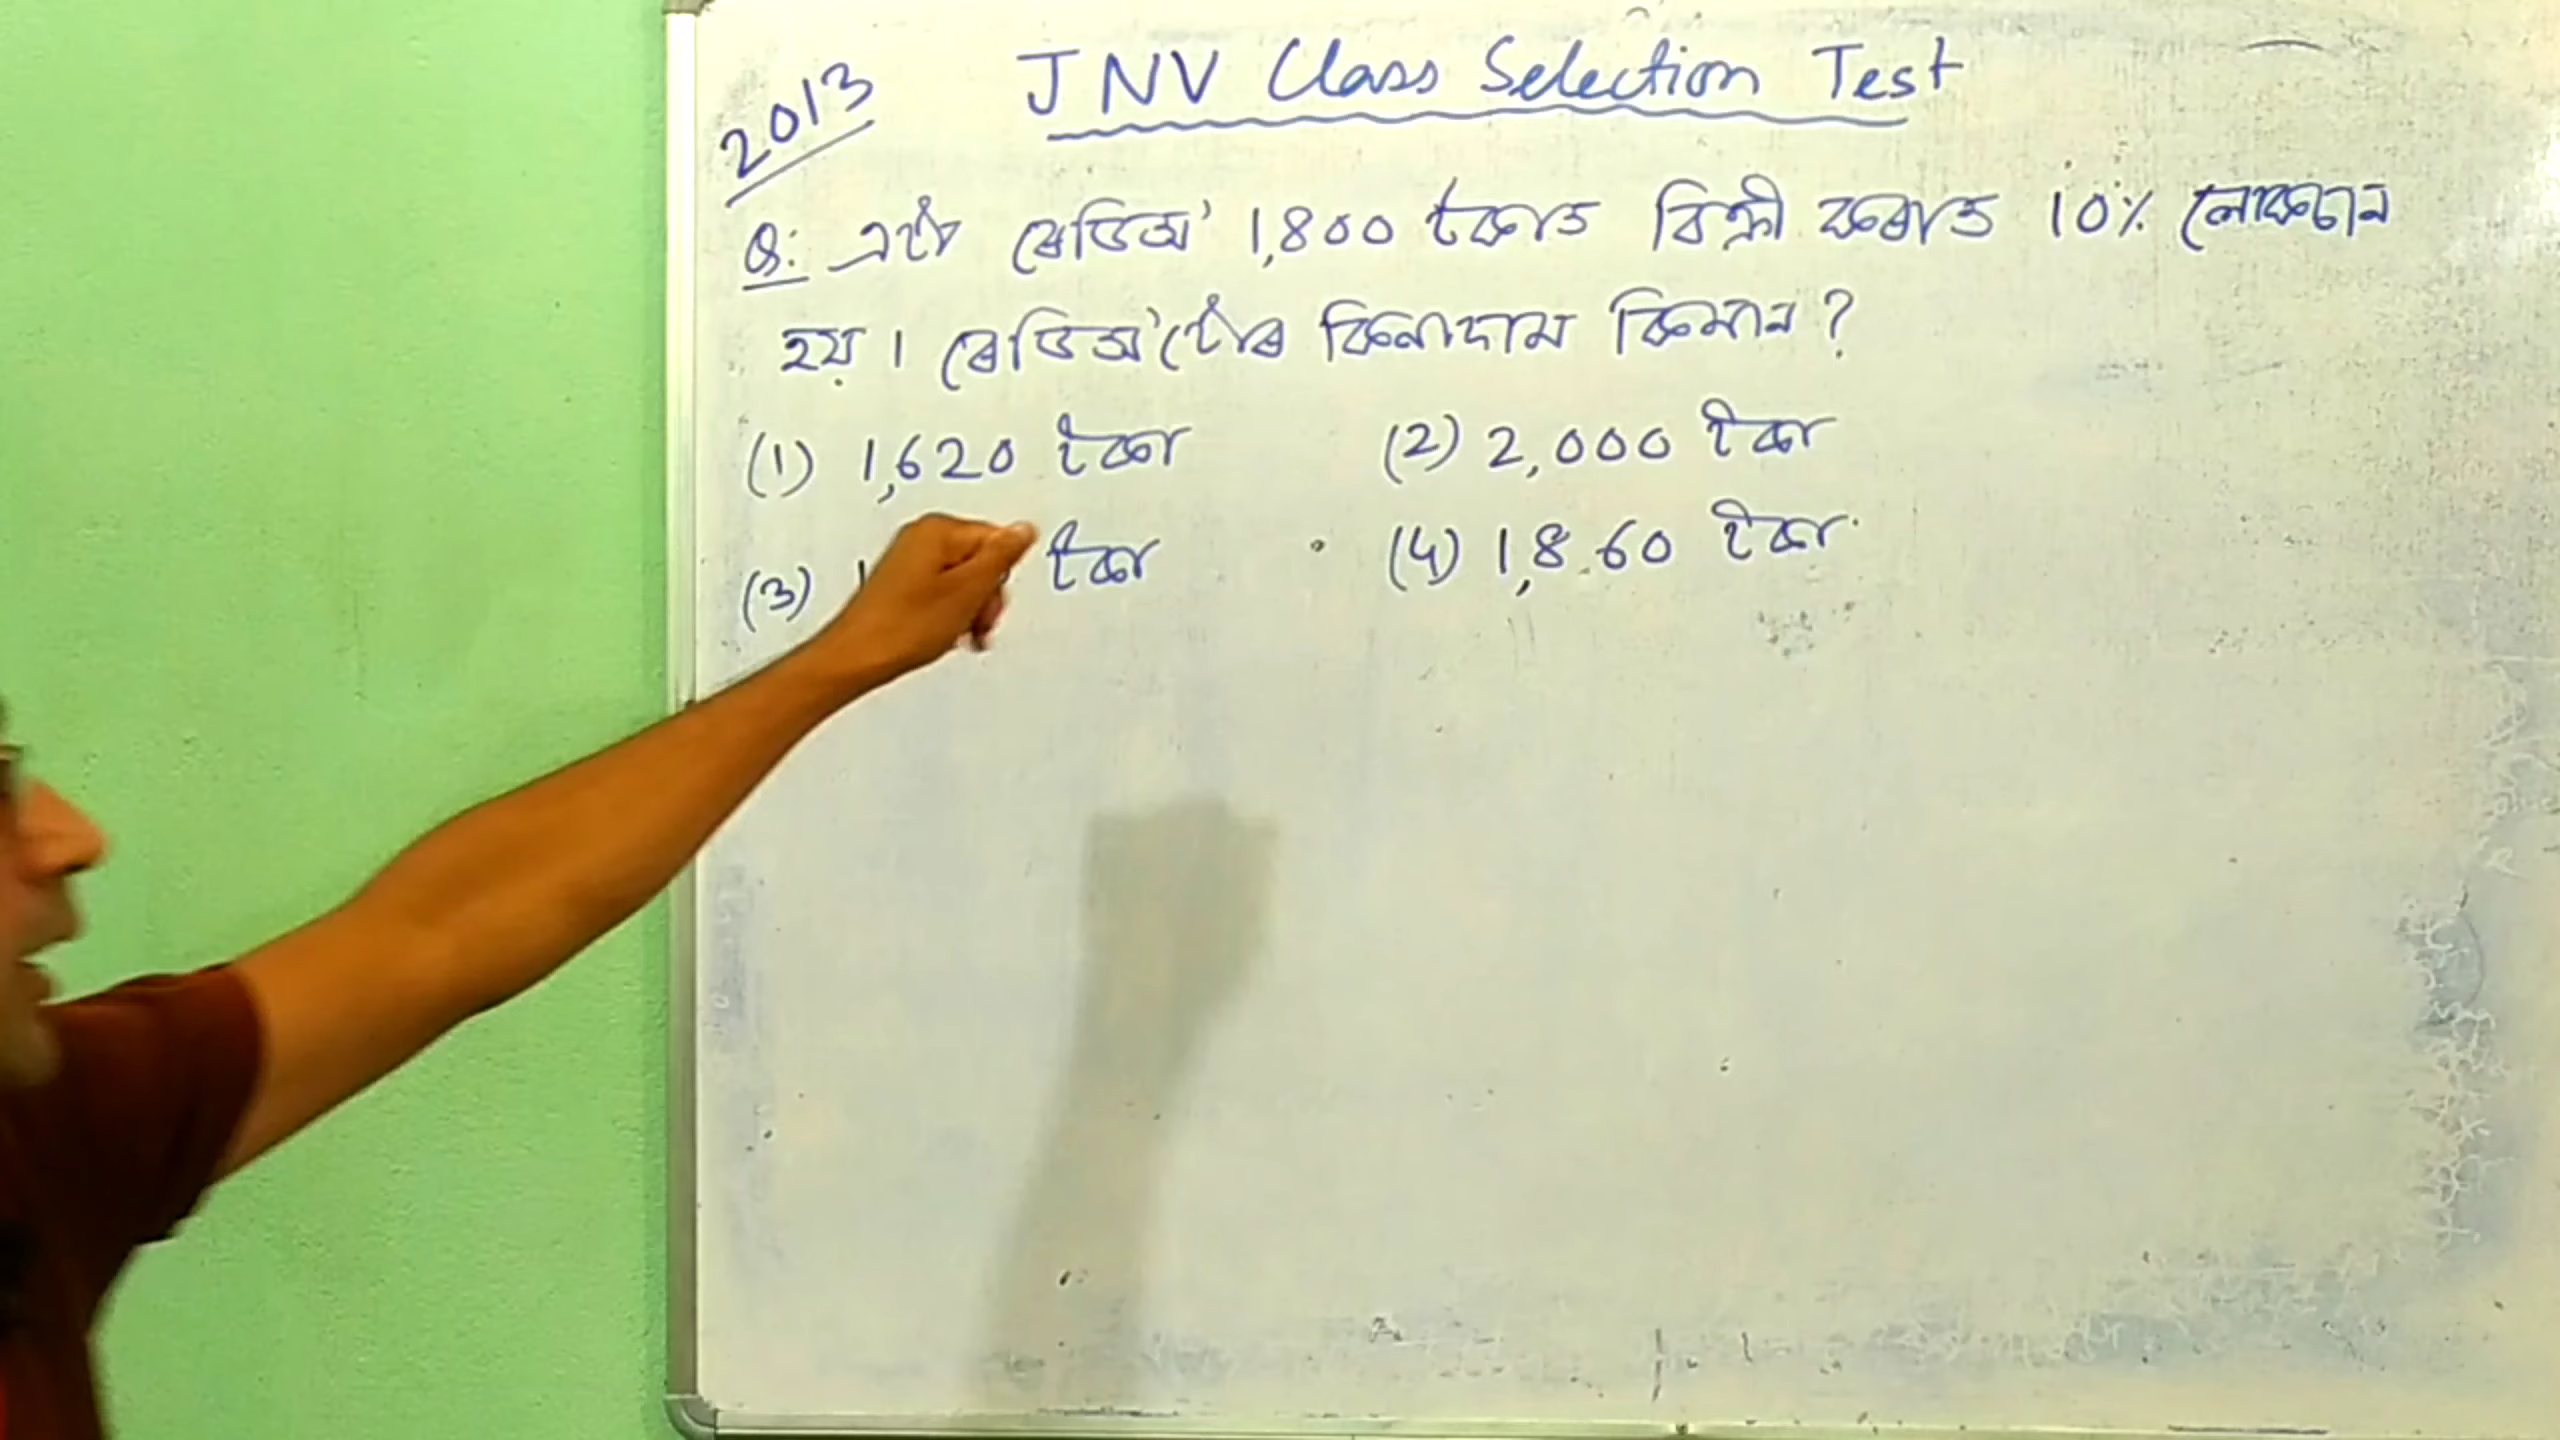 2013 JNV Class Selection Test
Q: এটা ৰেডিঅ' 1,800 টকাত বিক্ৰী কৰাত 10% লোকচান
হয়। ৰেডিঅ'টোৰ কিনাদাম কিমান?
(1) 1,620 টকা (2) 2,000 টকা
(3) টকা (4) 1,860 টকা